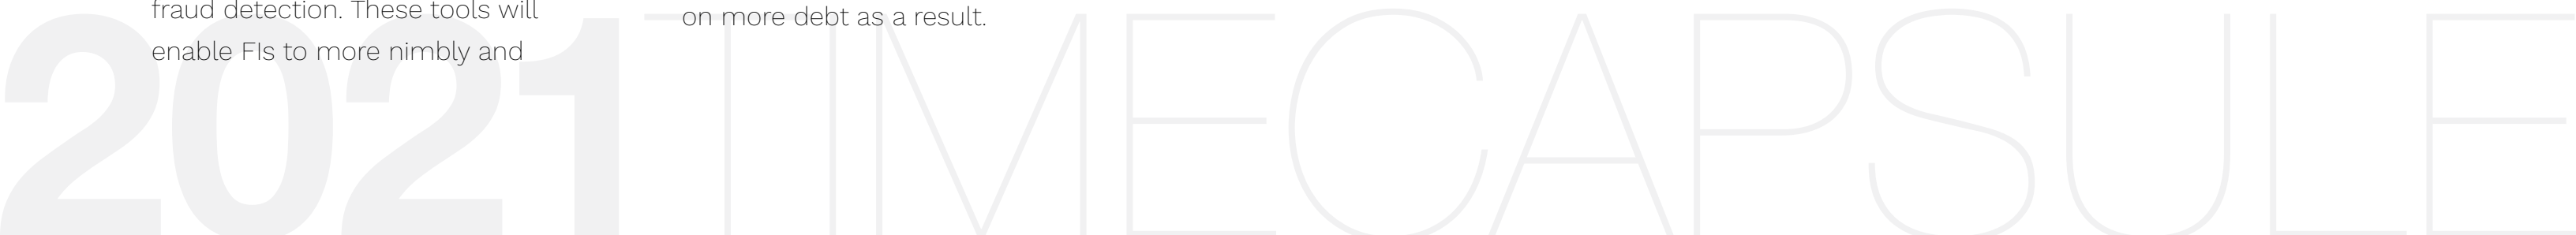 fraud detection. These tools will
enable FIs to more nimbly and
on more debt as a result.
2021 TIMECAPSULE